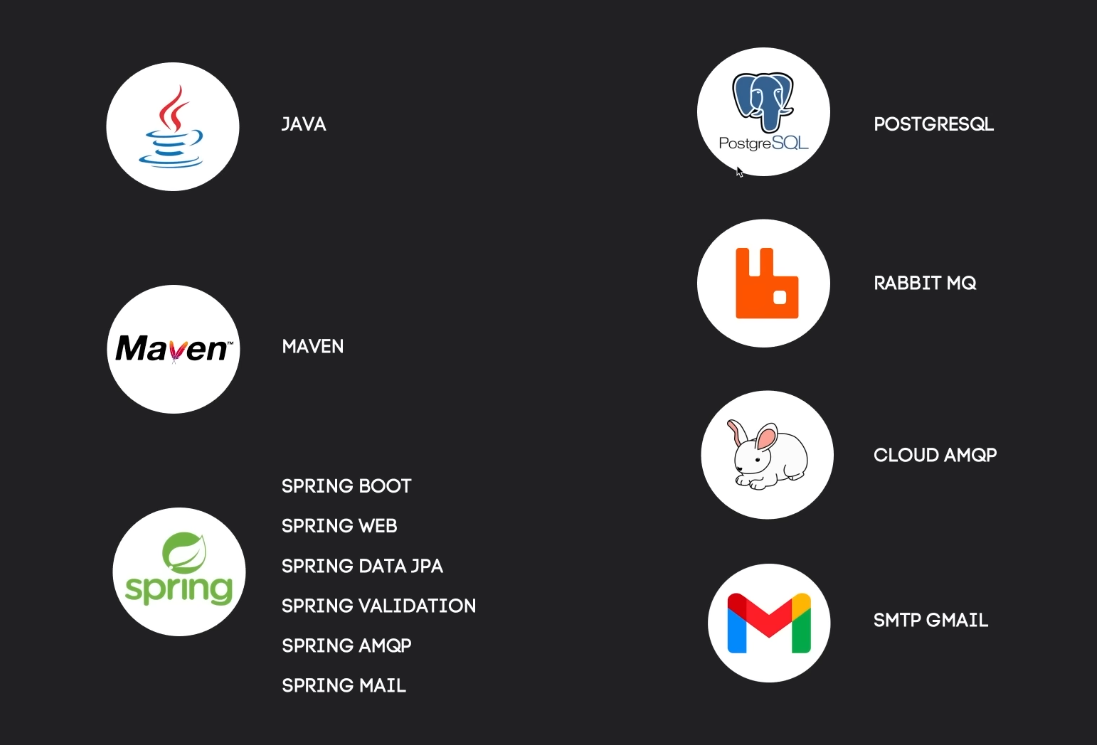 JAVA
Maven™
MAVEN
spring
SPRING BOOT
SPRING WEB
SPRING DATA JPA
SPRING VALIDATION
SPRING AMQP
SPRING MAIL
PostgreSQL
POSTGRESQL
RABBIT MQ
CLOUD AMQP
SMTP GMAIL